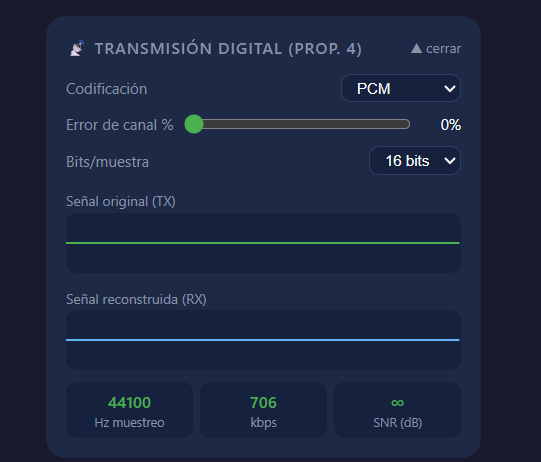 TRANSMISIÓN DIGITAL (PROP. 4) ▲ cerrar
Codificación PCM
Error de canal % 0%
Bits/muestra 16 bits
Señal original (TX)
Señal reconstruida (RX)
44100 706 ∞
Hz muestreo kbps SNR (dB)